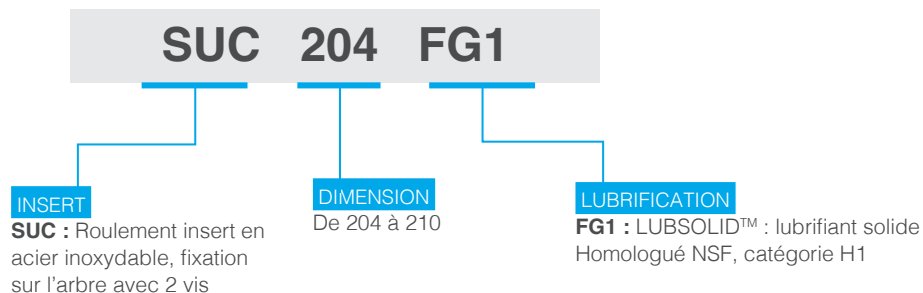 SUC 204 FG1
INSERT
SUC : Roulement insert en
acier inoxydable, fixation
sur l'arbre avec 2 vis
DIMENSION
De 204 à 210
LUBRIFICATION
FG1 : LUBSOLID™ : lubrifiant solide
Homologué NSF, catégorie H1